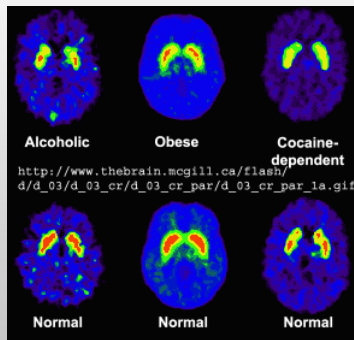 Alcoholic Obese Cocaine-
dependent
http://www.thebrain.mcgill.ca/flash/
d/d_03/d_03_cr/d_03_cr_par/d_03_cr_par_1a.gif
Normal Normal Normal